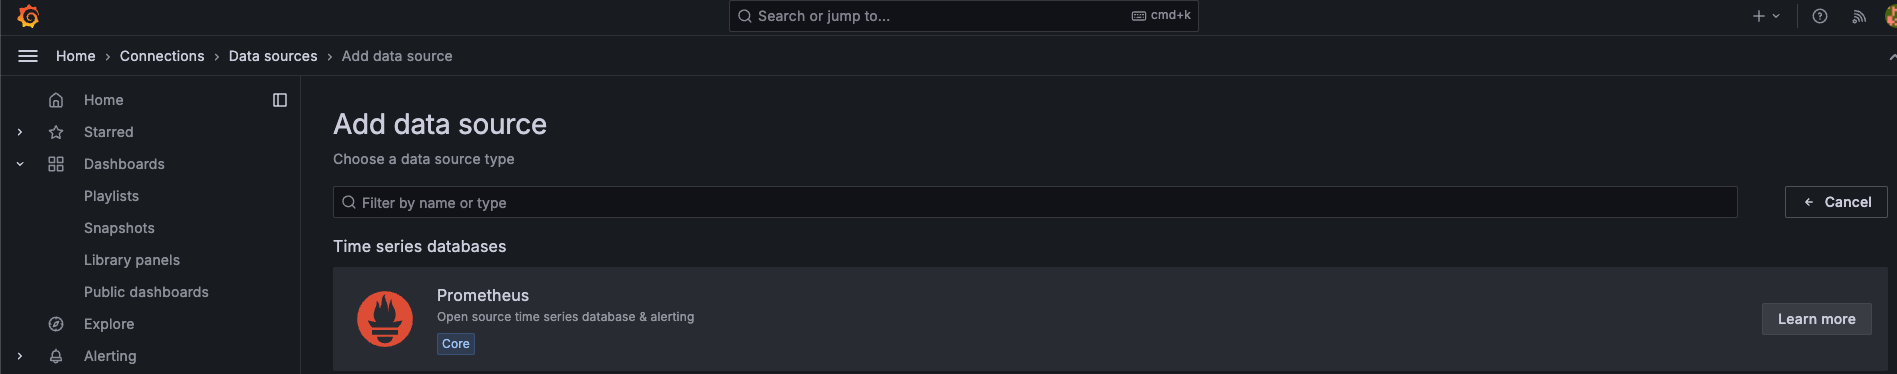 Search or jump to...
cmd+k
Home › Connections › Data sources › Add data source
Home
Starred
Dashboards
Playlists
Snapshots
Library panels
Public dashboards
Explore
Alerting
Add data source
Choose a data source type
Filter by name or type
Cancel
Time series databases
Prometheus
Open source time series database & alerting
Core
Learn more